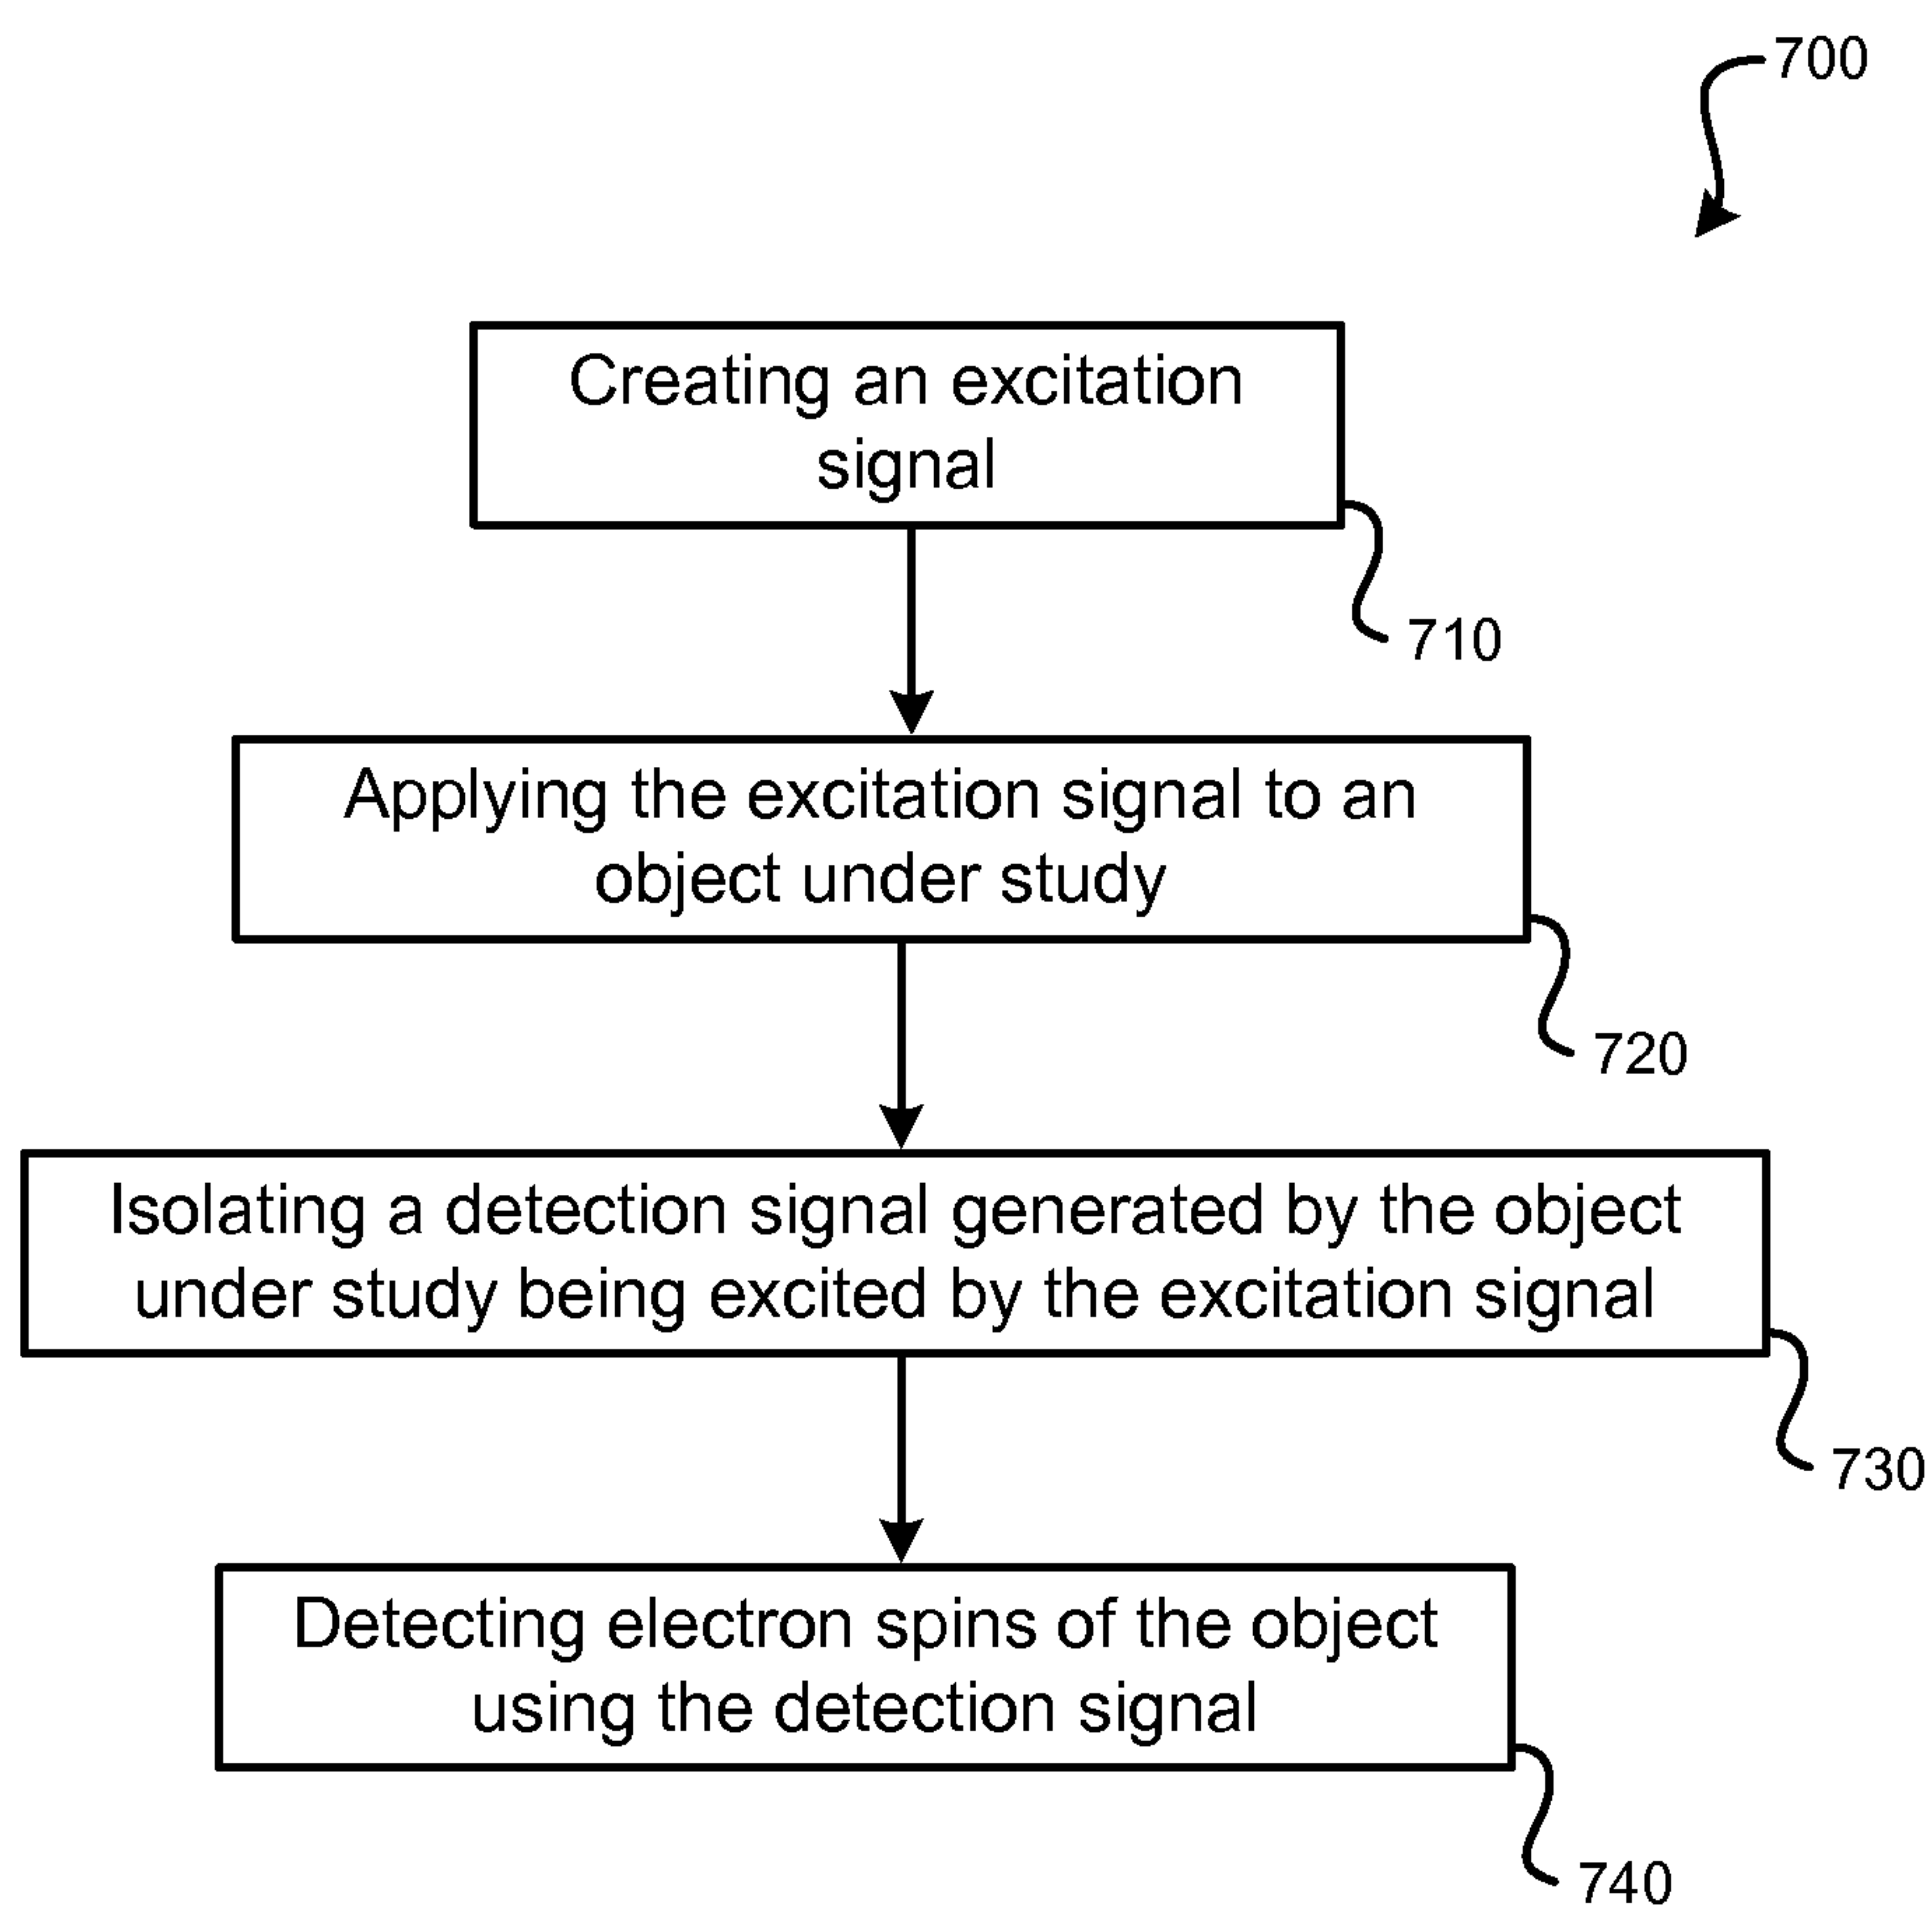 700
Creating an excitation
signal
710
Applying the excitation signal to an
object under study
720
Isolating a detection signal generated by the object
under study being excited by the excitation signal
730
Detecting electron spins of the object
using the detection signal
740